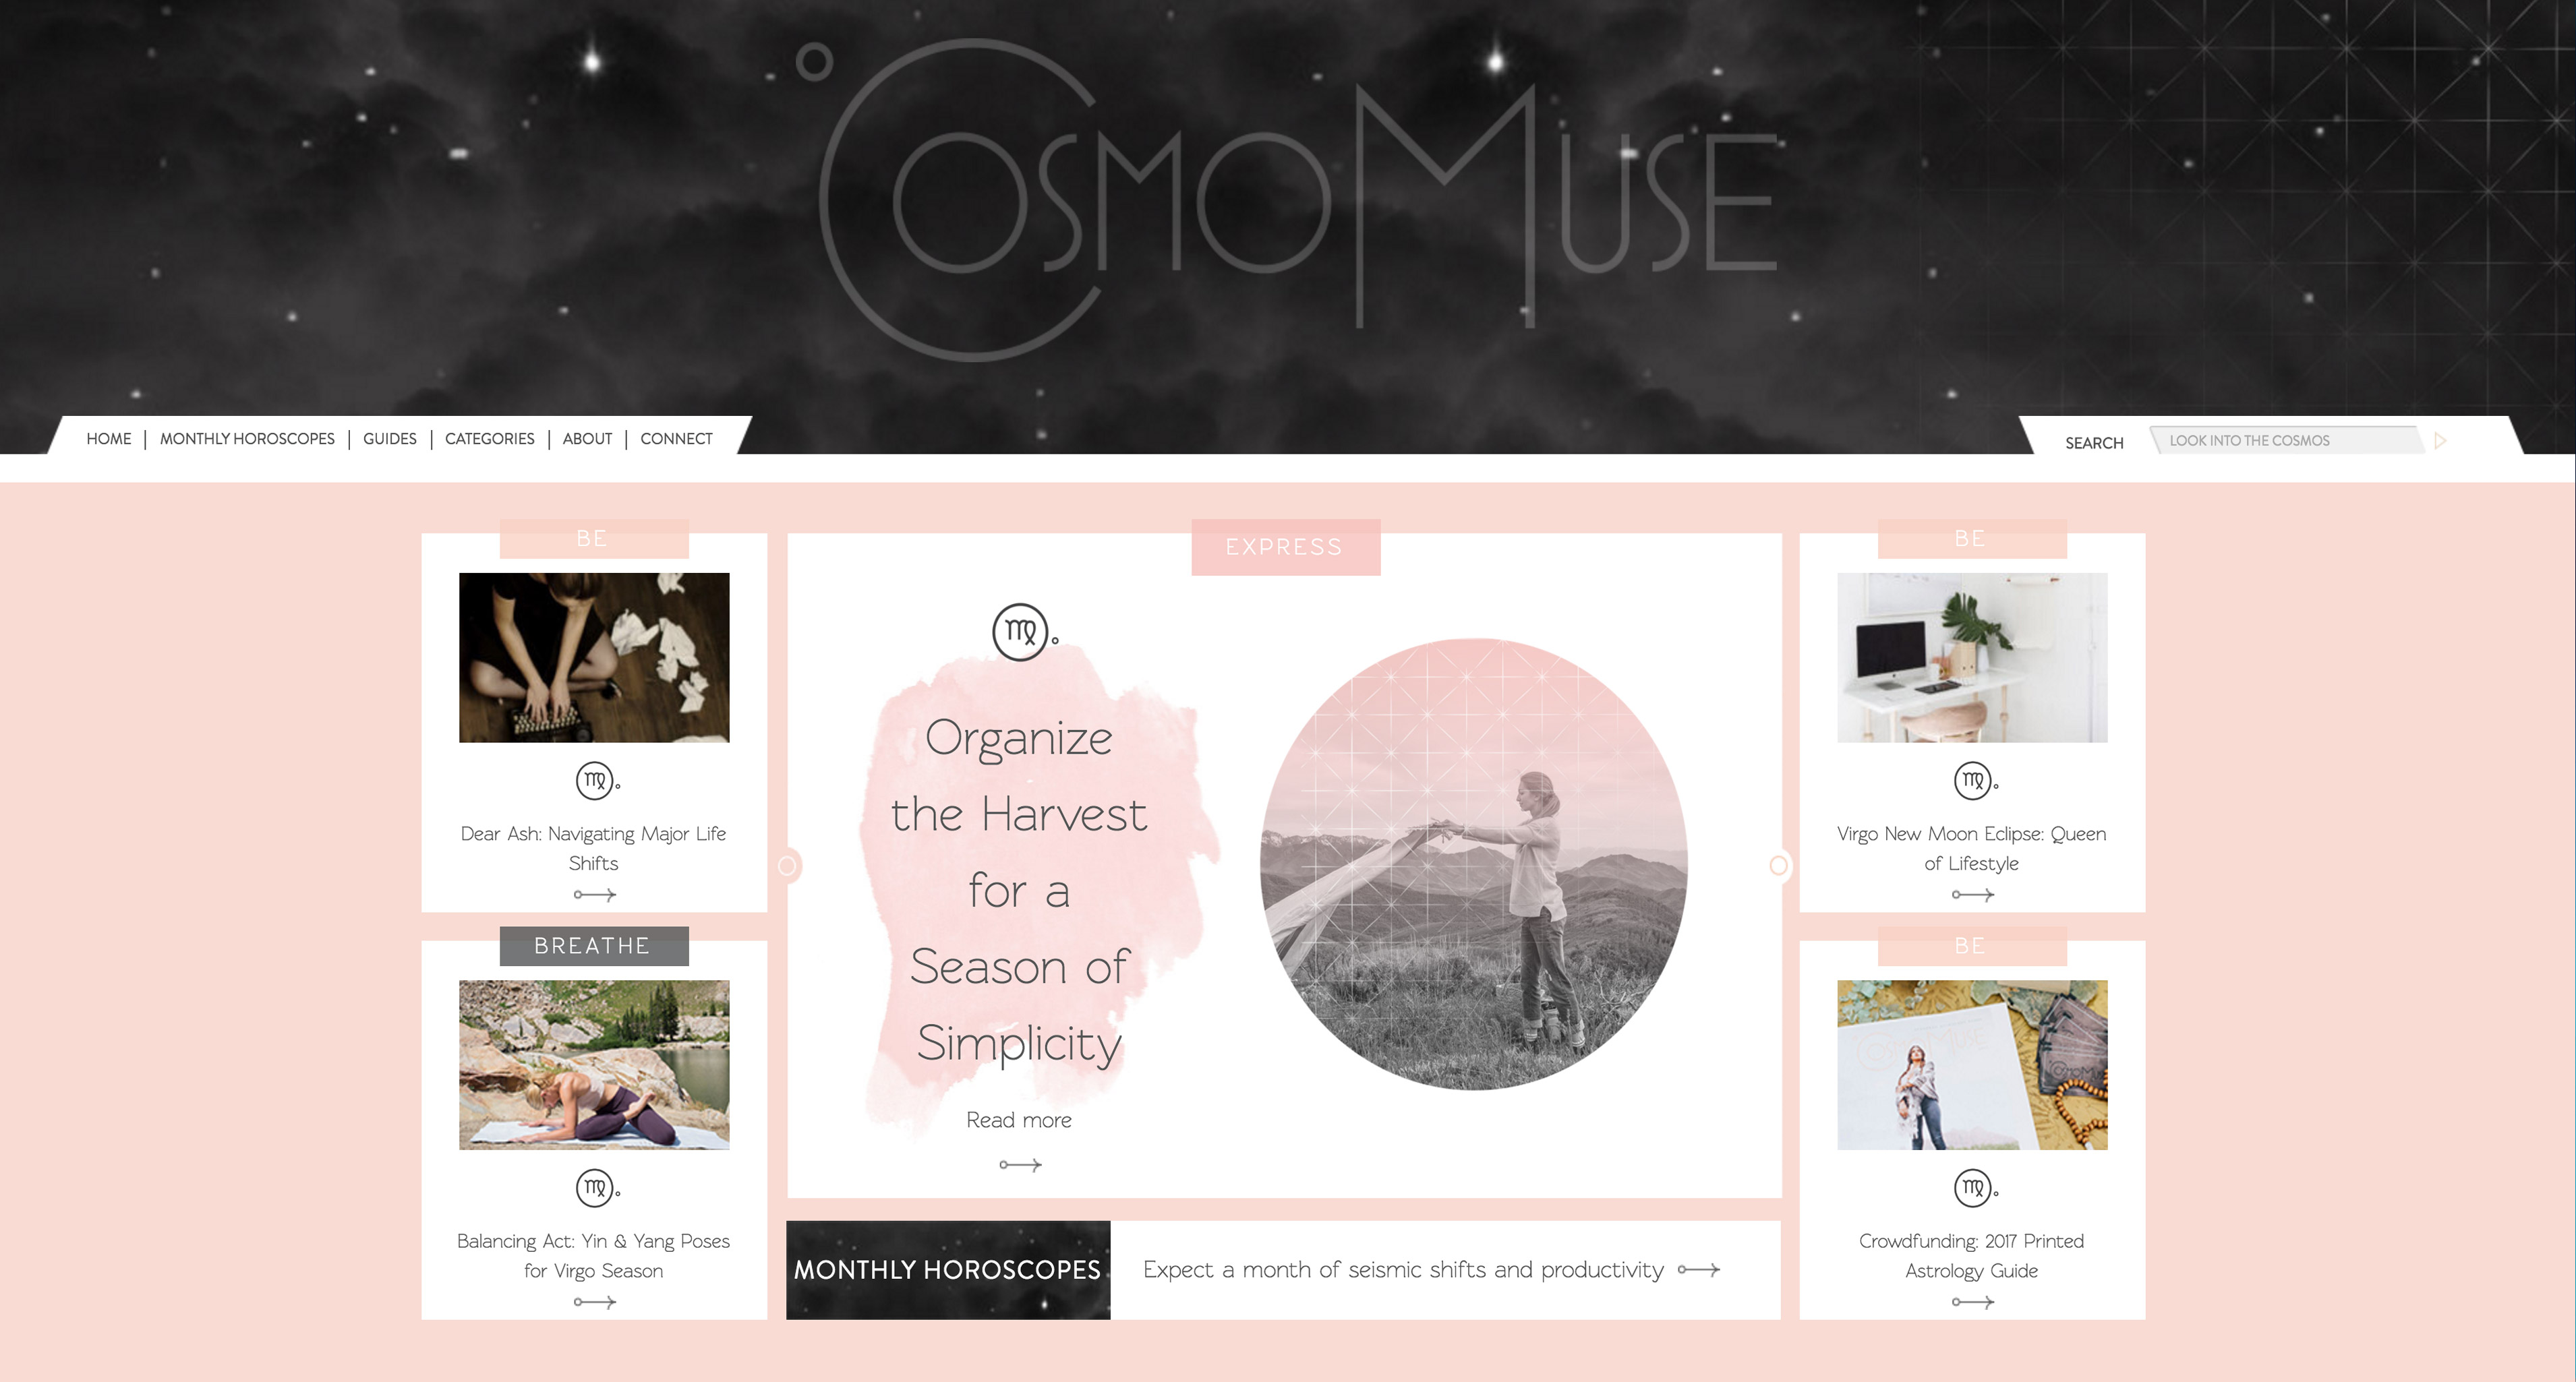 COSMOMUSE
HOME | MONTHLY HOROSCOPES | GUIDES | CATEGORIES | ABOUT | CONNECT
SEARCH
LOOK INTO THE COSMOS
BE
Dear Ash: Navigating Major Life
Shifts
BREATHE
Balancing Act: Yin & Yang Poses
for Virgo Season
EXPRESS
Organize
the Harvest
for a
Season of
Simplicity
Read more
MONTHLY HOROSCOPES
Expect a month of seismic shifts and productivity
BE
Virgo New Moon Eclipse: Queen
of Lifestyle
BE
COSMOMUSE
Crowdfunding: 2017 Printed
Astrology Guide